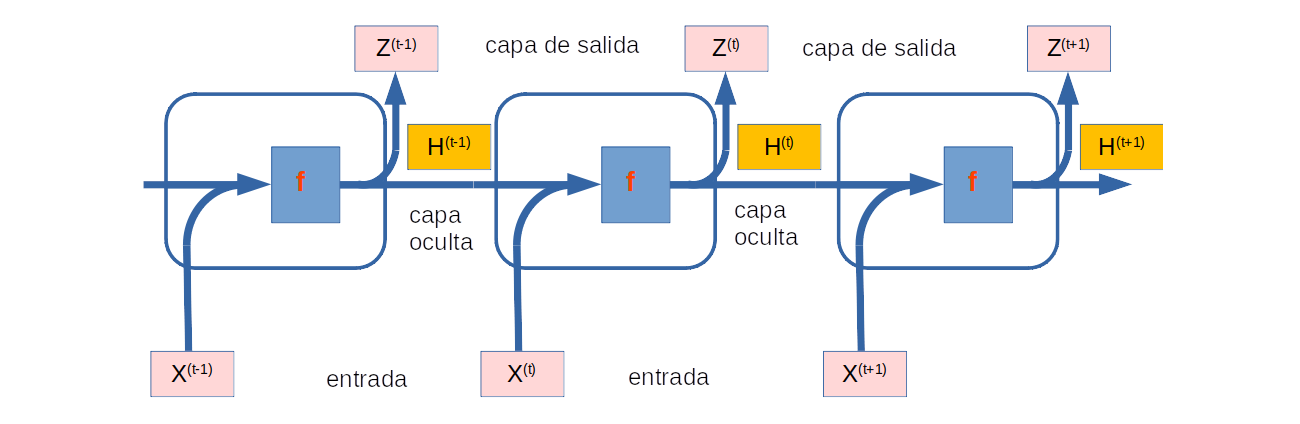 Z(t-1)
capa de salida
Z(t)
capa de salida
Z(t+1)
H(t-1)
H(t)
H(t+1)
f
f
f
capa
oculta
capa
oculta
X(t-1)
entrada
X(t)
entrada
X(t+1)